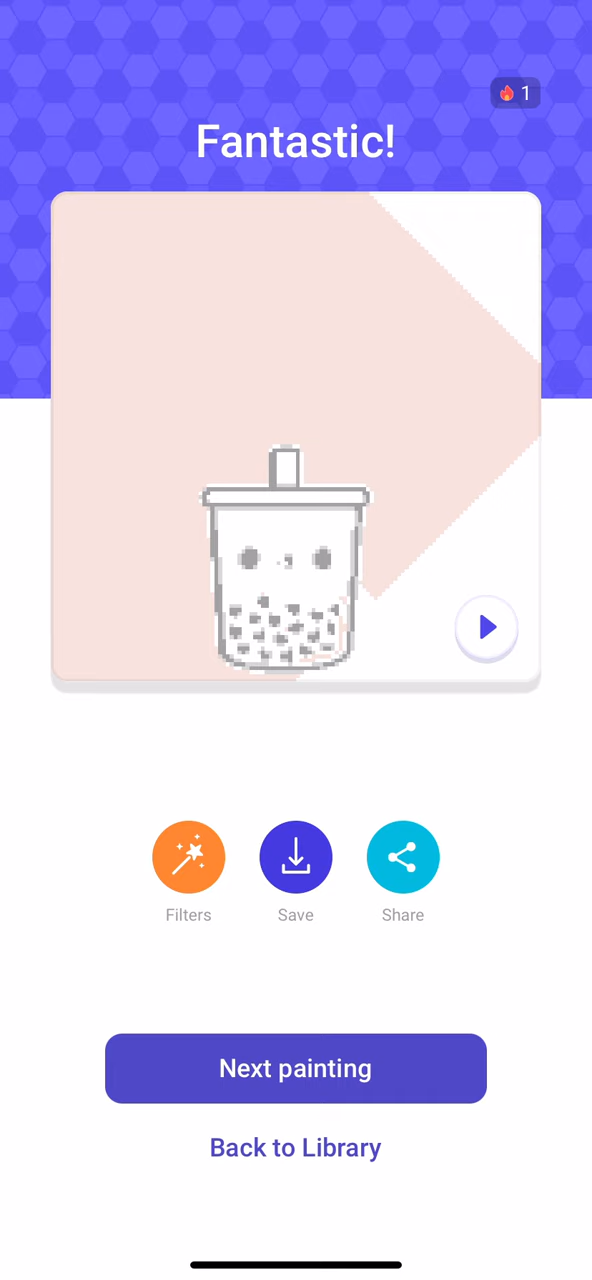 1
Fantastic!
Filters
Save
Share
Next painting
Back to Library